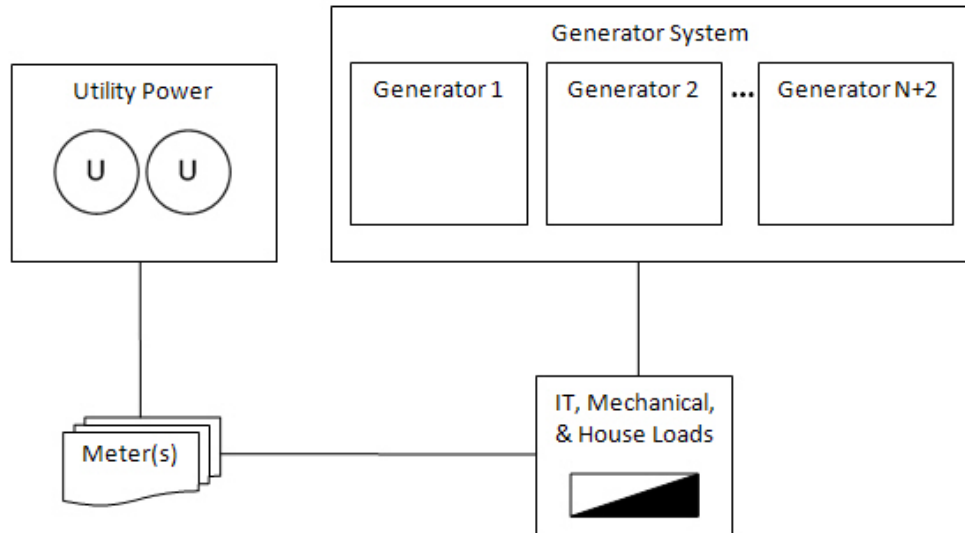 Generator System
Utility Power
Generator 1
Generator 2
...
Generator N+2
U
U
IT, Mechanical,
& House Loads
Meter(s)